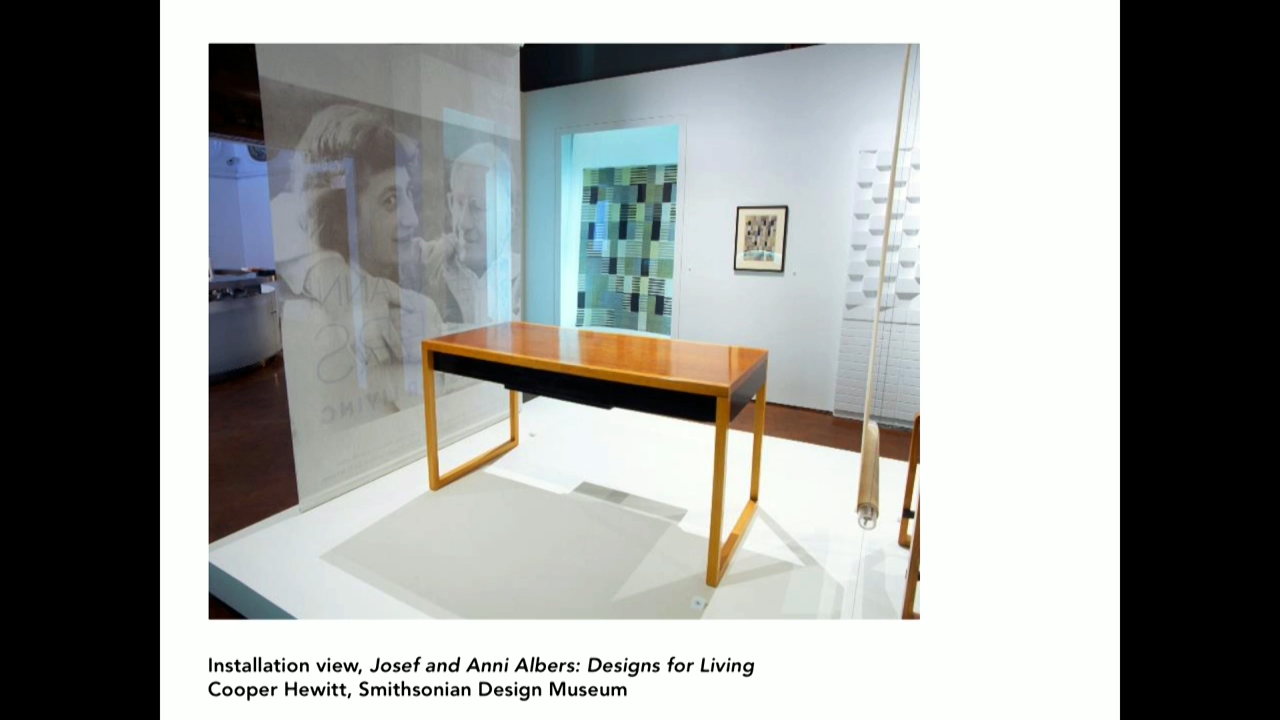 Installation view, Josef and Anni Albers: Designs for Living
Cooper Hewitt, Smithsonian Design Museum